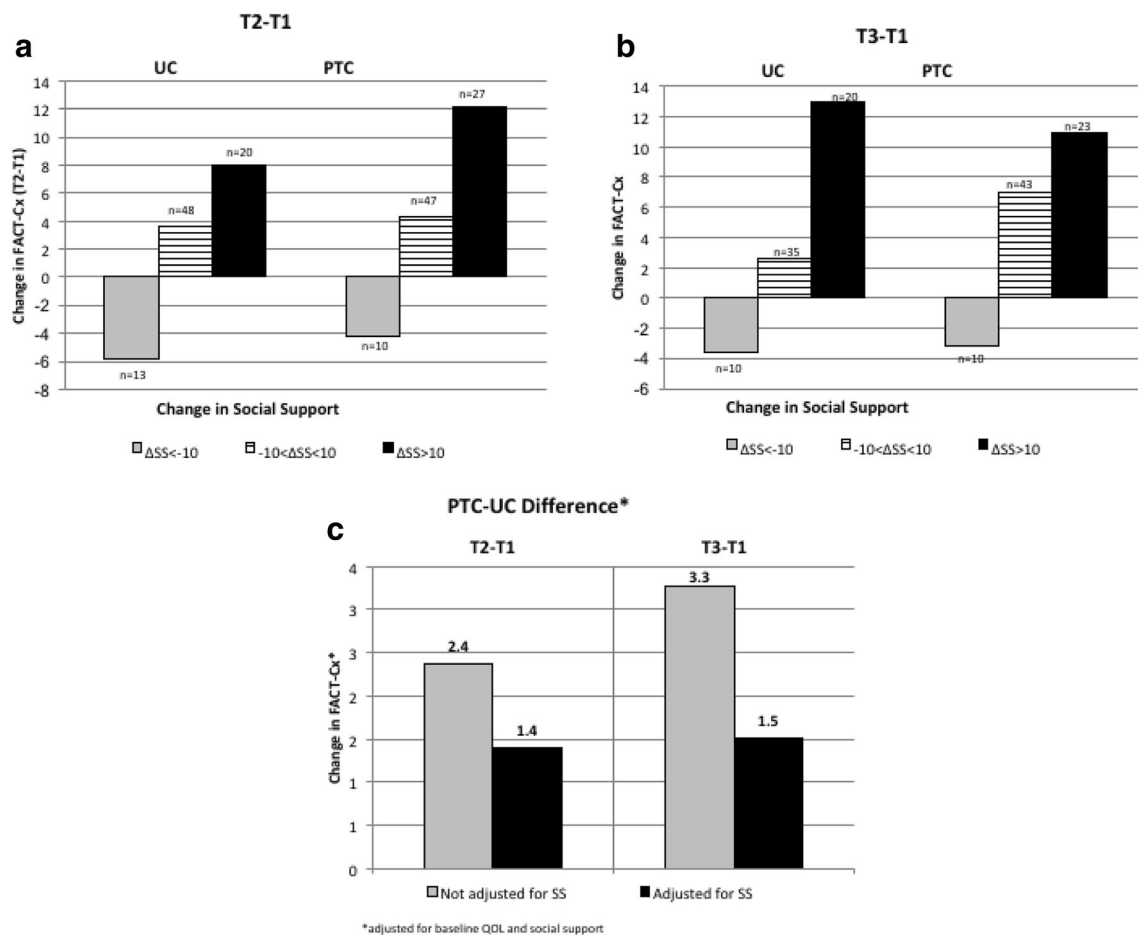 a
T2-T1
UC PTC
Change in FACT-Cx (T2-T1)
14
12
10
8
6
4
2
0
-2
-4
-6
-8
n=13
n=48
n=20
n=10
n=47
n=27
Change in Social Support
ΔSS<-10 -10<ΔSS<10 ΔSS>10
b
T3-T1
UC PTC
Change in FACT-Cx
14
12
10
8
6
4
2
0
-2
-4
-6
n=10
n=35
n=20
n=10
n=43
n=23
Change in Social Support
ΔSS<-10 -10<ΔSS<10 ΔSS>10
c
PTC-UC Difference*
T2-T1 T3-T1
Change in FACT-Cx*
4
3
3
2
2
1
1
0
2.4
1.4
3.3
1.5
Not adjusted for SS Adjusted for SS
*adjusted for baseline QOL and social support